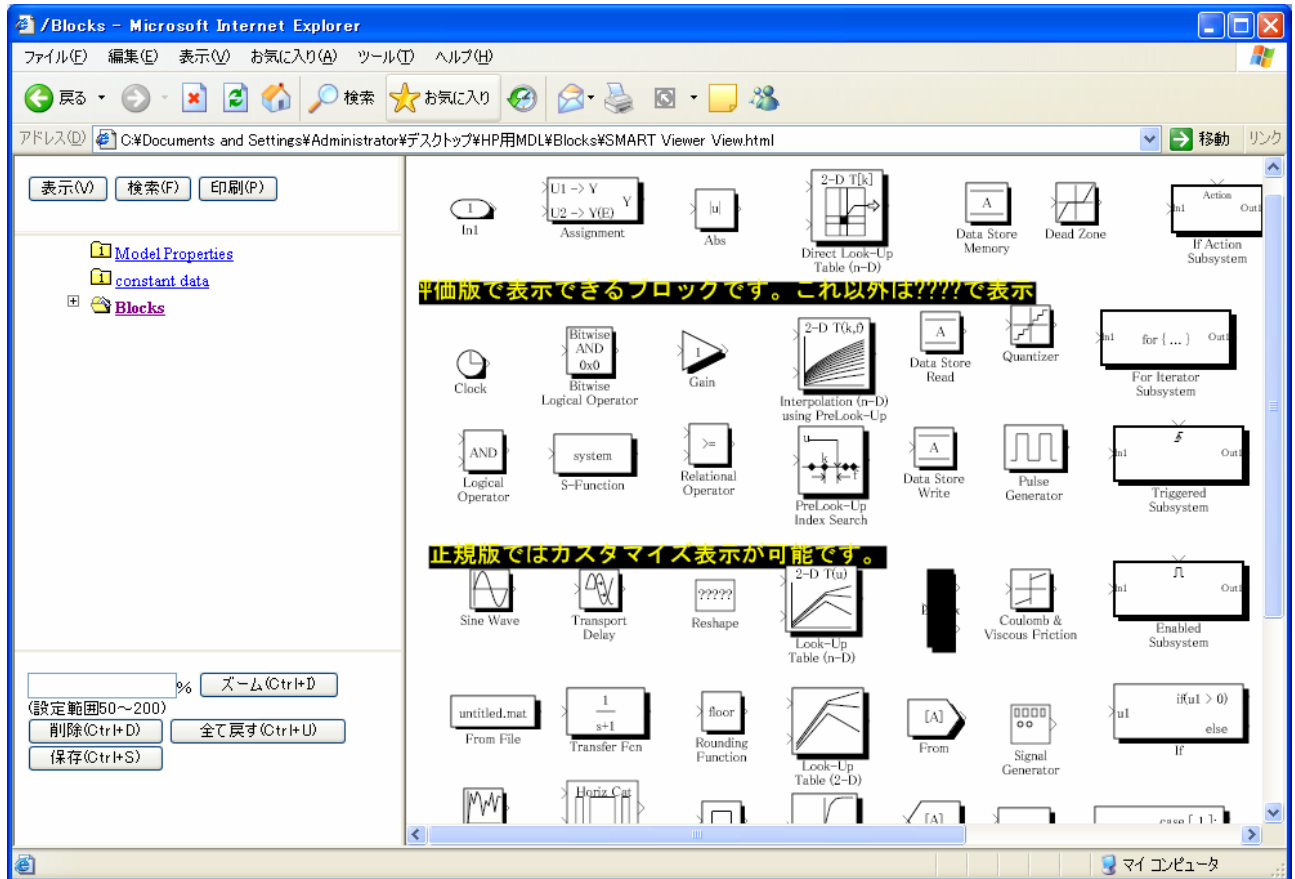 /Blocks - Microsoft Internet Explorer
ファイル(F) 編集(E) 表示(V) お気に入り(A) ツール(T) ヘルプ(H)
戻る 検索 お気に入り
アドレス(D) C:¥Documents and Settings¥Administrator¥デスクトップ¥HP用MDL¥Blocks¥SMART Viewer View.html 移動 リンク
表示(V) 検索(F) 印刷(P)
Model Properties
constant data
Blocks
%
ズーム(Ctrl+I)
(設定範囲50～200)
削除(Ctrl+D) 全て戻す(Ctrl+U)
保存(Ctrl+S)
1
In1
U1 -> Y
U2 -> Y(E)
Y
Assignment
|u|
Abs
2-D T[k]
Direct Look-Up
Table (n-D)
A
Data Store
Memory
Dead Zone
Action
In1 Out1
If Action
Subsystem
評価版で表示できるブロックです。これ以外は????で表示
Clock
Bitwise
AND
0x0
Bitwise
Logical Operator
1
Gain
2-D T(k,f)
Interpolation (n-D)
using PreLook-Up
A
Data Store
Read
Quantizer
In1 for { ... } Out1
For Iterator
Subsystem
AND
Logical
Operator
system
S-Function
>=
Relational
Operator
u
k
f
PreLook-Up
Index Search
A
Data Store
Write
Pulse
Generator
In1 Out1
Triggered
Subsystem
正規版ではカスタマイズ表示が可能です。
Sine Wave
Transport
Delay
?????
Reshape
2-D T(u)
Look-Up
Table (n-D)
Coulomb &
Viscous Friction
In1 Out1
Enabled
Subsystem
untitled.mat
From File
1
s+1
Transfer Fcn
floor
Rounding
Function
Look-Up
Table (2-D)
[A]
From
Signal
Generator
u1
if(u1 > 0)
else
If
Horiz Cat
[A]
case [ 1 ]:
マイ コンピュータ